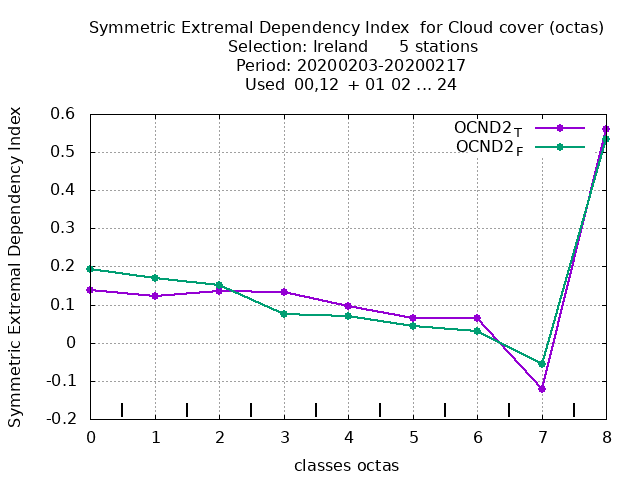 Symmetric Extremal Dependency Index  for Cloud cover (octas)
Selection: Ireland      5 stations
Period: 20200203-20200217
Used  00,12  + 01 02 ... 24
OCND2T
OCND2F
Symmetric Extremal Dependency Index
0.6
0.5
0.4
0.3
0.2
0.1
0
-0.1
-0.2
0 1 2 3 4 5 6 7 8
classes octas